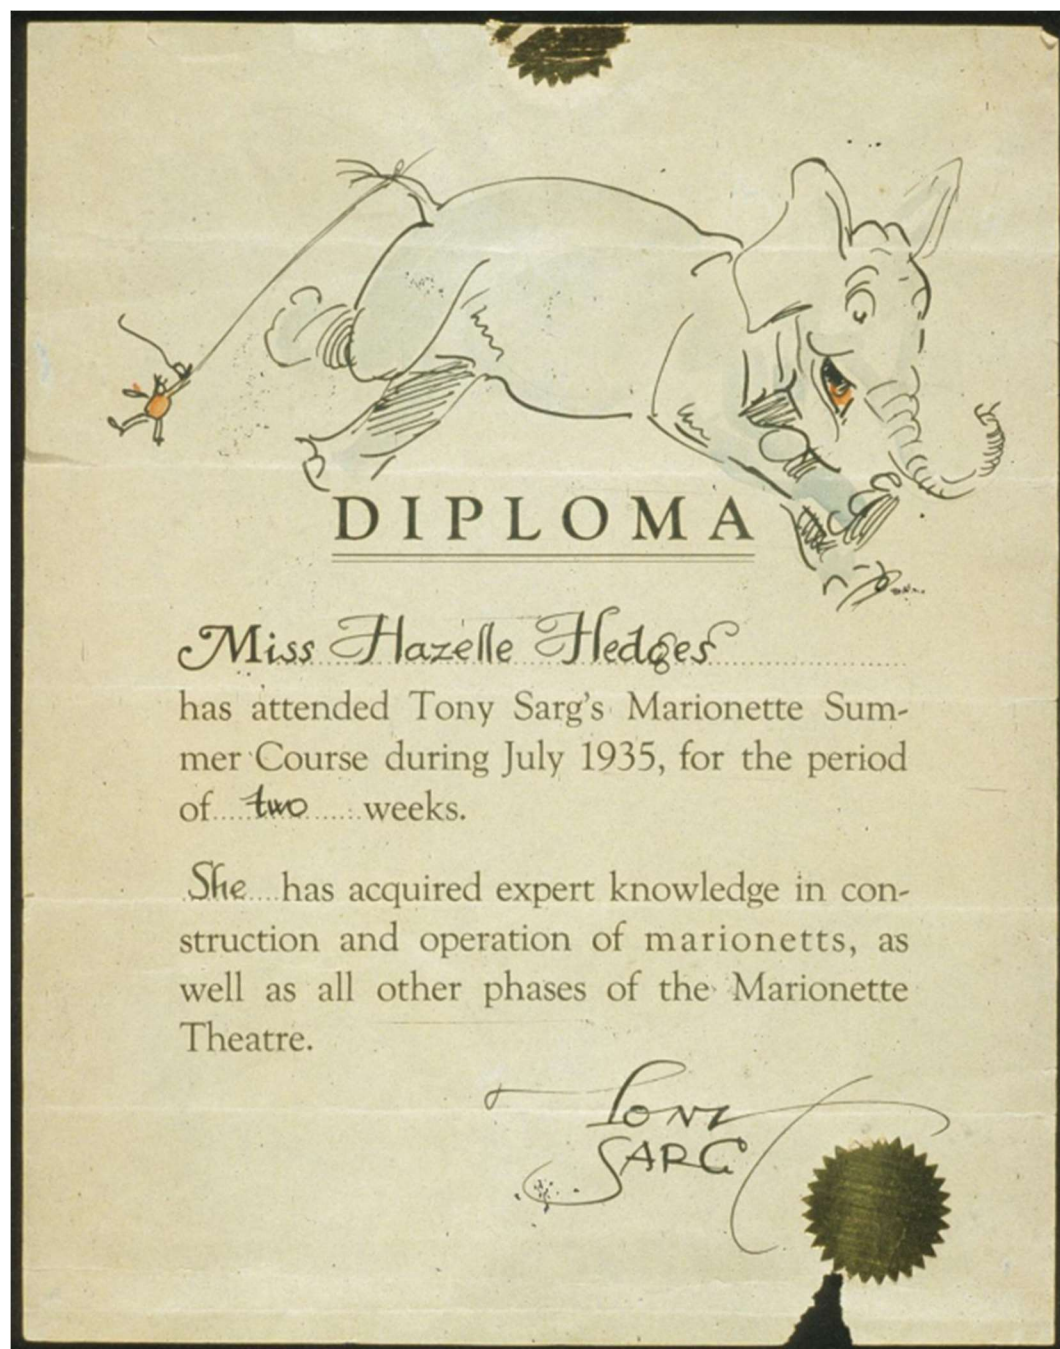 DIPLOMA
Miss Hazelle Hedges
has attended Tony Sarg's Marionette Sum-
mer Course during July 1935, for the period
of....two......weeks.
She....has acquired expert knowledge in con-
struction and operation of marionetts, as
well as all other phases of the Marionette
Theatre.
TONY
SARG